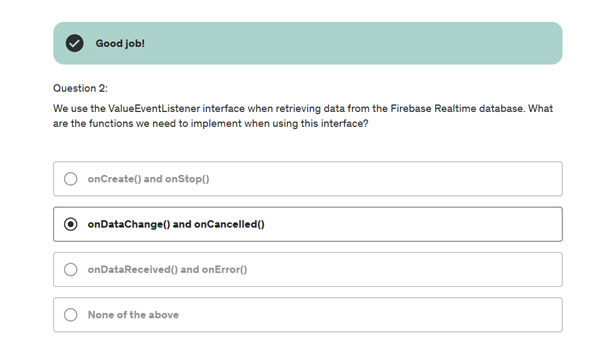 Good job!
Question 2:
We use the ValueEventListener interface when retrieving data from the Firebase Realtime database. What
are the functions we need to implement when using this interface?
onCreate() and onStop()
onDataChange() and onCancelled()
onDataReceived() and onError()
None of the above